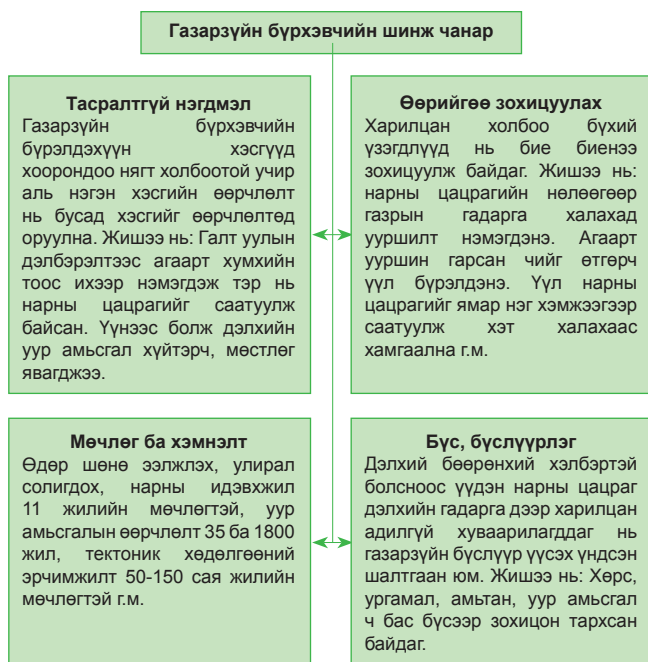 Газарзүйн бүрхэвчийн шинж чанар
Тасралтгүй нэгдмэл
Газарзүйн бүрхэвчийн
бүрэлдэхүүн хэсгүүд
хоорондоо нягт холбоотой учир
аль нэгэн хэсгийн өөрчлөлт
нь бусад хэсгийг өөрчлөлтөд
оруулна. Жишээ нь: Галт уулын
дэлбэрэлтээс агаарт хумхийн
тоос ихээр нэмэгдэж тэр нь
нарны цацрагийг саатуулж
байсан. Үүнээс болж дэлхийн
уур амьсгал хүйтэрч, мөстлөг
явагджээ.
Өөрийгөө зохицуулах
Харилцан холбоо бүхий
үзэгдлүүд нь бие биенээ
зохицуулж байдаг. Жишээ нь:
нарны цацрагийн нөлөөгөөр
газрын гадарга халахад
ууршилт нэмэгдэнэ. Агаарт
ууршин гарсан чийг өтгөрч
үүл бүрэлдэнэ. Үүл нарны
цацрагийг ямар нэг хэмжээгээр
саатуулж хэт халахаас
хамгаална г.м.
Мөчлөг ба хэмнэлт
Өдөр шөнө ээлжлэх, улирал
солигдох, нарны идэвхжил
11 жилийн мөчлөгтэй, уур
амьсгалын өөрчлөлт 35 ба 1800
жил, тектоник хөдөлгөөний
эрчимжилт 50-150 сая жилийн
мөчлөгтэй г.м.
Бүс, бүслүүрлэг
Дэлхий бөөрөнхий хэлбэртэй
болсноос үүдэн нарны цацраг
дэлхийн гадарга дээр харилцан
адилгүй хуваарилагддаг нь
газарзүйн бүслүүр үүсэх үндсэн
шалтгаан юм. Жишээ нь: Хөрс,
ургамал, амьтан, уур амьсгал
ч бас бүсээр зохицон тархсан
байдаг.